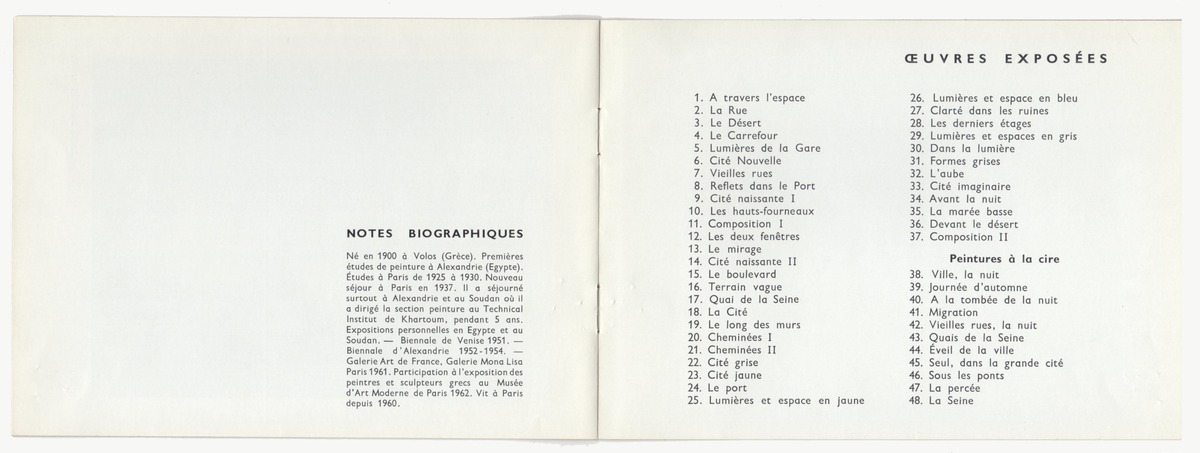 NOTES BIOGRAPHIQUES
Né en 1900 à Volos (Grèce). Premières
études de peinture à Alexandrie (Egypte).
Études à Paris de 1925 à 1930. Nouveau
séjour à Paris en 1937. Il a séjourné
surtout à Alexandrie et au Soudan où il
a dirigé la section peinture au Technical
Institut de Khartoum, pendant 5 ans.
Expositions personnelles en Egypte et au
Soudan. — Biennale de Venise 1951. —
Biennale d'Alexandrie 1952-1954. —
Galerie Art de France, Galerie Mona Lisa
Paris 1961. Participation à l'exposition des
peintres et sculpteurs grecs au Musée
d'Art Moderne de Paris 1962. Vit à Paris
depuis 1960.
ŒUVRES EXPOSÉES
1. A travers l'espace
2. La Rue
3. Le Désert
4. Le Carrefour
5. Lumières de la Gare
6. Cité Nouvelle
7. Vieilles rues
8. Reflets dans le Port
9. Cité naissante I
10. Les hauts-fourneaux
11. Composition I
12. Les deux fenêtres
13. Le mirage
14. Cité naissante II
15. Le boulevard
16. Terrain vague
17. Quai de la Seine
18. La Cité
19. Le long des murs
20. Cheminées I
21. Cheminées II
22. Cité grise
23. Cité jaune
24. Le port
25. Lumières et espace en jaune
26. Lumières et espace en bleu
27. Clarté dans les ruines
28. Les derniers étages
29. Lumières et espaces en gris
30. Dans la lumière
31. Formes grises
32. L'aube
33. Cité imaginaire
34. Avant la nuit
35. La marée basse
36. Devant le désert
37. Composition II
Peintures à la cire
38. Ville, la nuit
39. Journée d'automne
40. A la tombée de la nuit
41. Migration
42. Vieilles rues, la nuit
43. Quais de la Seine
44. Éveil de la ville
45. Seul, dans la grande cité
46. Sous les ponts
47. La percée
48. La Seine